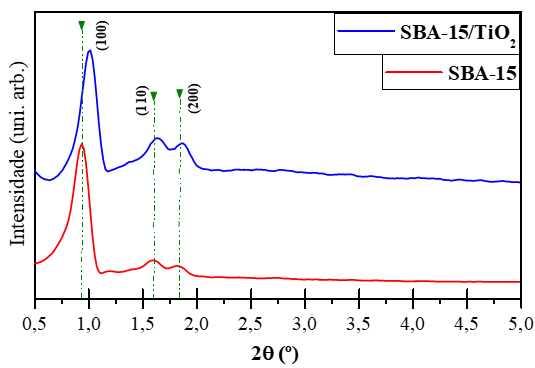 SBA-15/TiO₂
SBA-15
(100)
(110)
(200)
Intensidade (uni. arb.)
0,5 1,0 1,5 2,0 2,5 3,0 3,5 4,0 4,5 5,0
2θ (º)